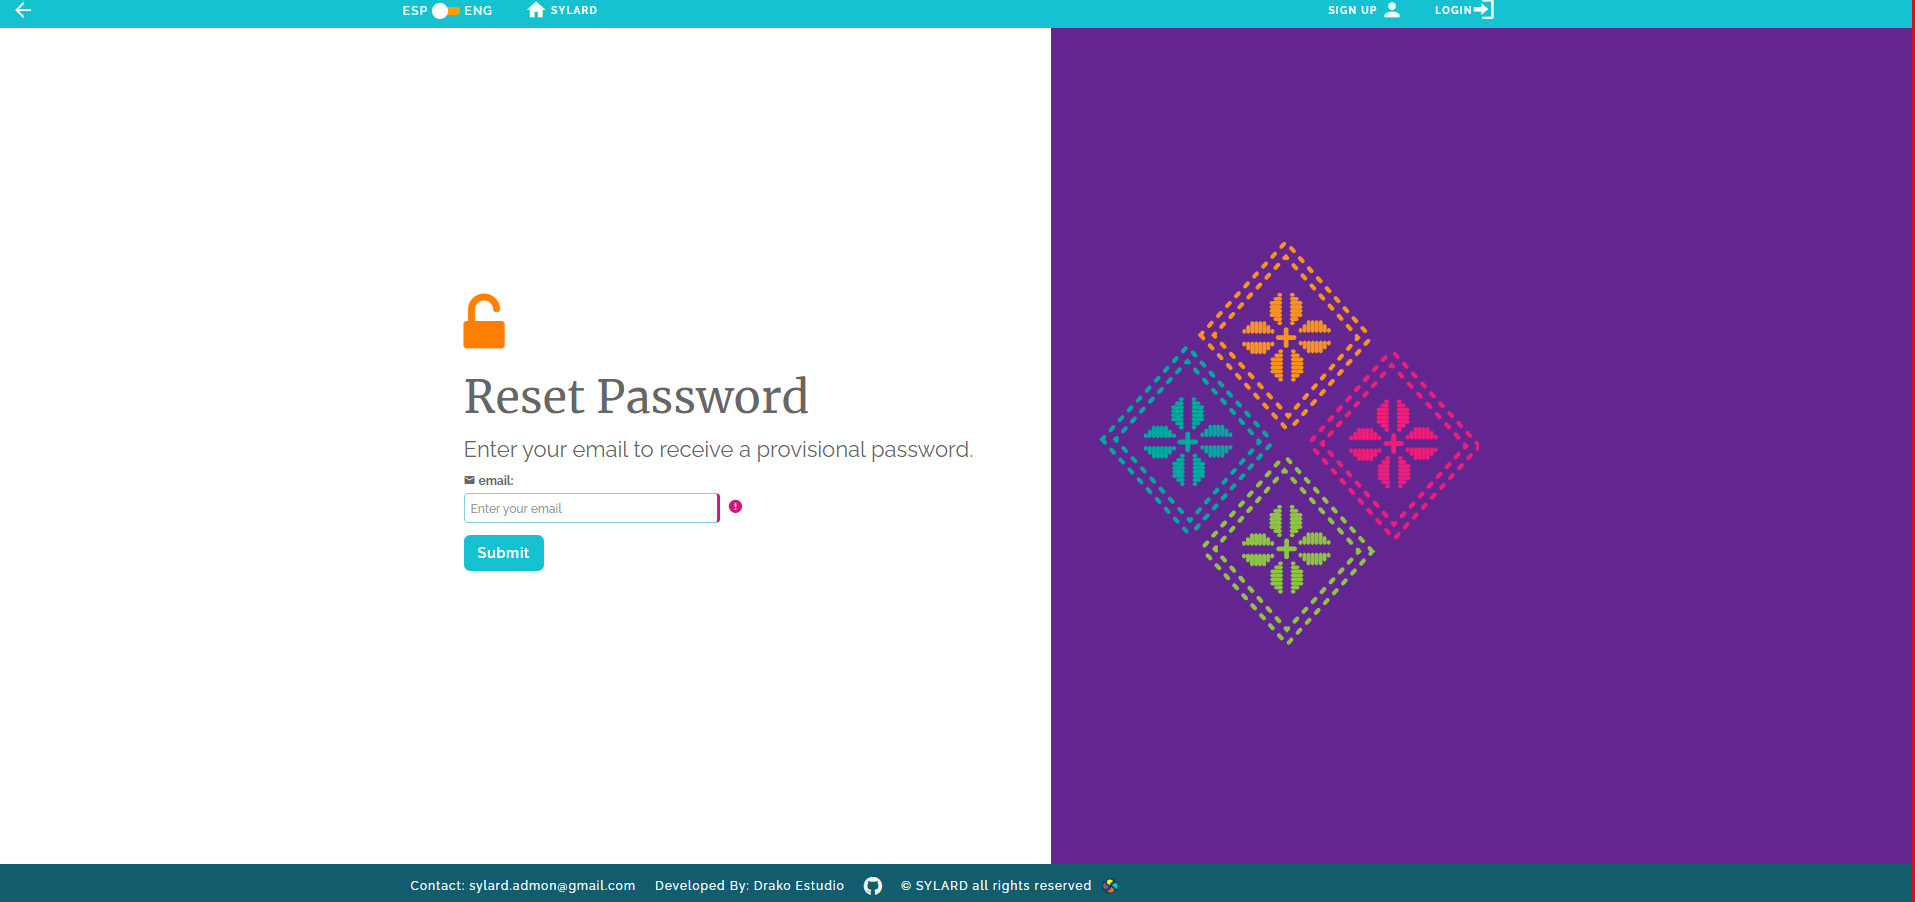 ESP ENG SYLARD SIGN UP LOGIN
Reset Password
Enter your email to receive a provisional password.
email:
Enter your email
Submit
Contact: sylard.admon@gmail.com Developed By: Drako Estudio © SYLARD all rights reserved